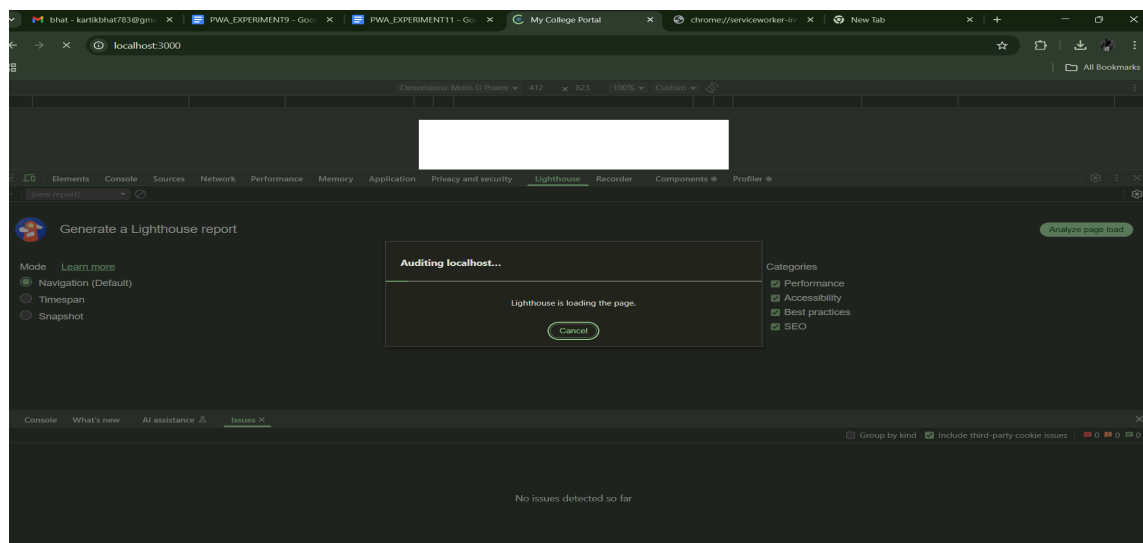 bhat - kartikbhat783@gm PWA_EXPERIMENT9 - Goo PWA_EXPERIMENT11 - Go My College Portal chrome://serviceworker-in New Tab
localhost:3000
All Bookmarks
Dimensions: Moto G Power 412 × 823 100% Custom
Elements Console Sources Network Performance Memory Application Privacy and security Lighthouse Recorder Components Profiler
(new report)
Generate a Lighthouse report
Analyze page load
Auditing localhost...
Mode Learn more
Categories
Navigation (Default)
Performance
Timespan
Accessibility
Lighthouse is loading the page.
Snapshot
Best practices
SEO
Cancel
Console What's new AI assistance Issues
Group by kind Include third-party cookie issues 0 0 0
No issues detected so far